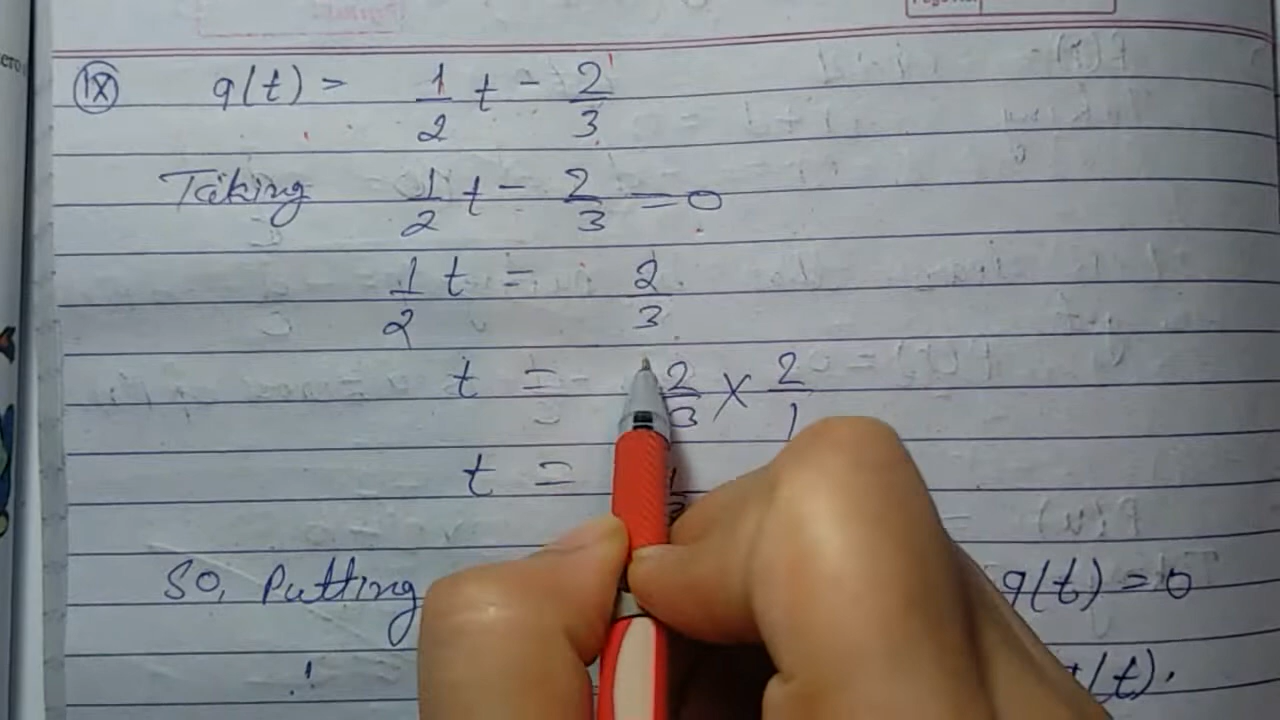 (ix) q(t) = 1/2 t - 2/3
Taking 1/2 t - 2/3 = 0
1/2 t = 2/3
t = 2/3 × 2/1
t =
So, Putting q(t) = 0
∴ (t).